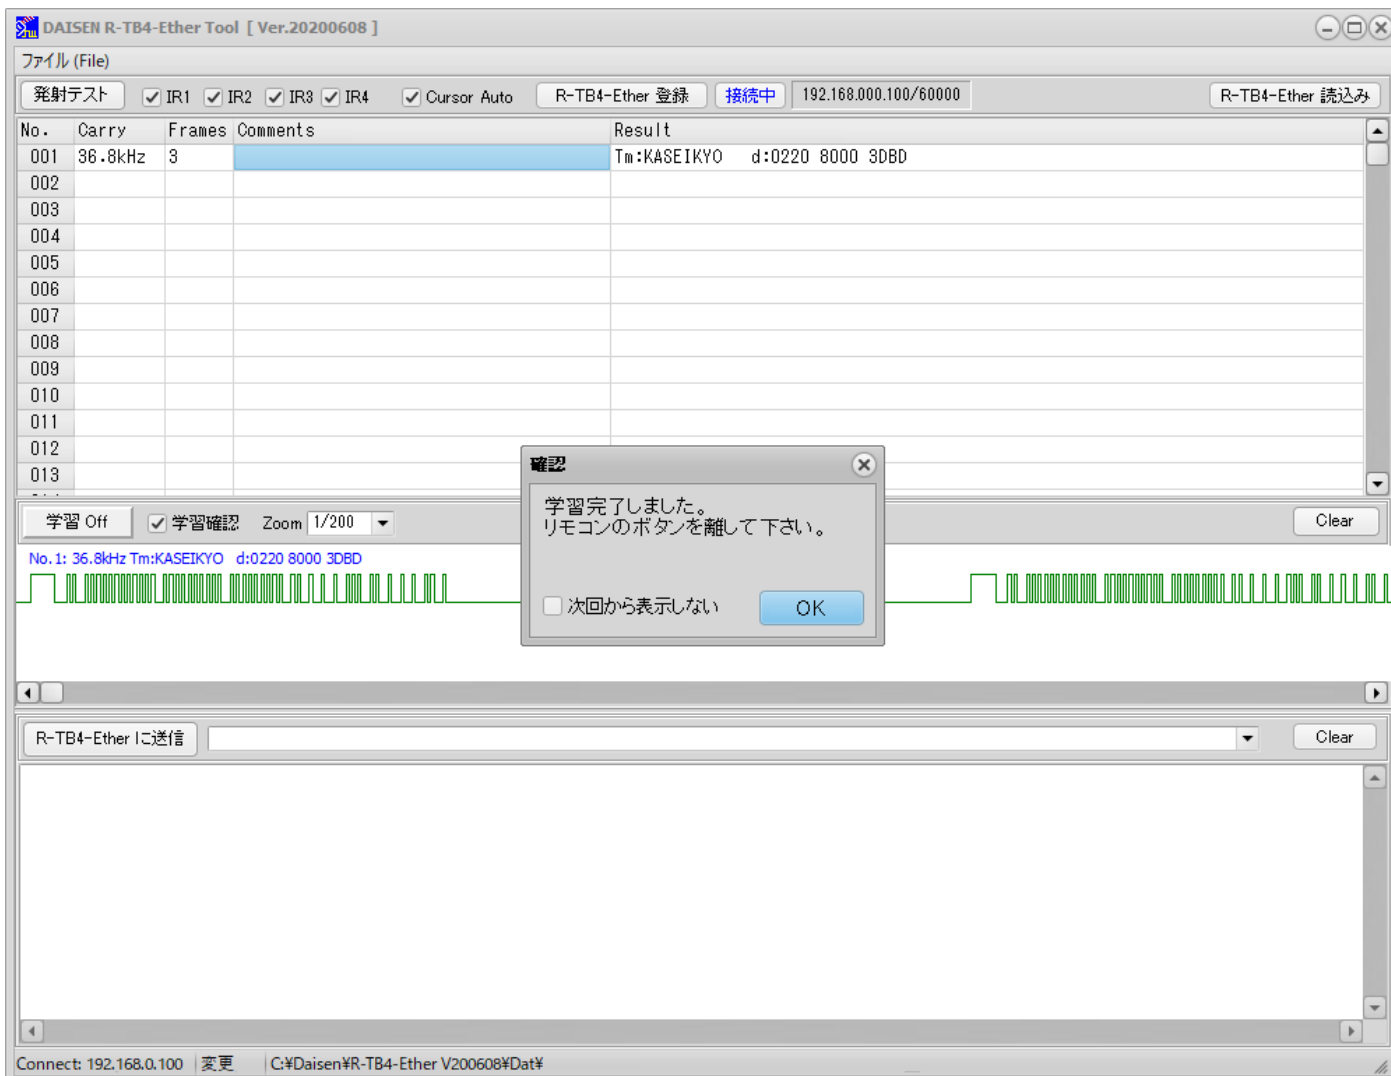 DAISEN R-TB4-Ether Tool [ Ver.20200608 ]
ファイル (File)
発射テスト IR1 IR2 IR3 IR4 Cursor Auto R-TB4-Ether 登録 接続中 192.168.000.100/60000 R-TB4-Ether 読込み
No. Carry Frames Comments Result
001 36.8kHz 3 Tm:KASEIKYO d:0220 8000 3DBD
002
003
004
005
006
007
008
009
010
011
012
013
確認
学習完了しました。
リモコンのボタンを離して下さい。
次回から表示しない OK
学習 Off 学習確認 Zoom 1/200 Clear
No.1: 36.8kHz Tm:KASEIKYO d:0220 8000 3DBD
R-TB4-Ether に送信 Clear
Connect: 192.168.0.100 変更 C:¥Daisen¥R-TB4-Ether V200608¥Dat¥